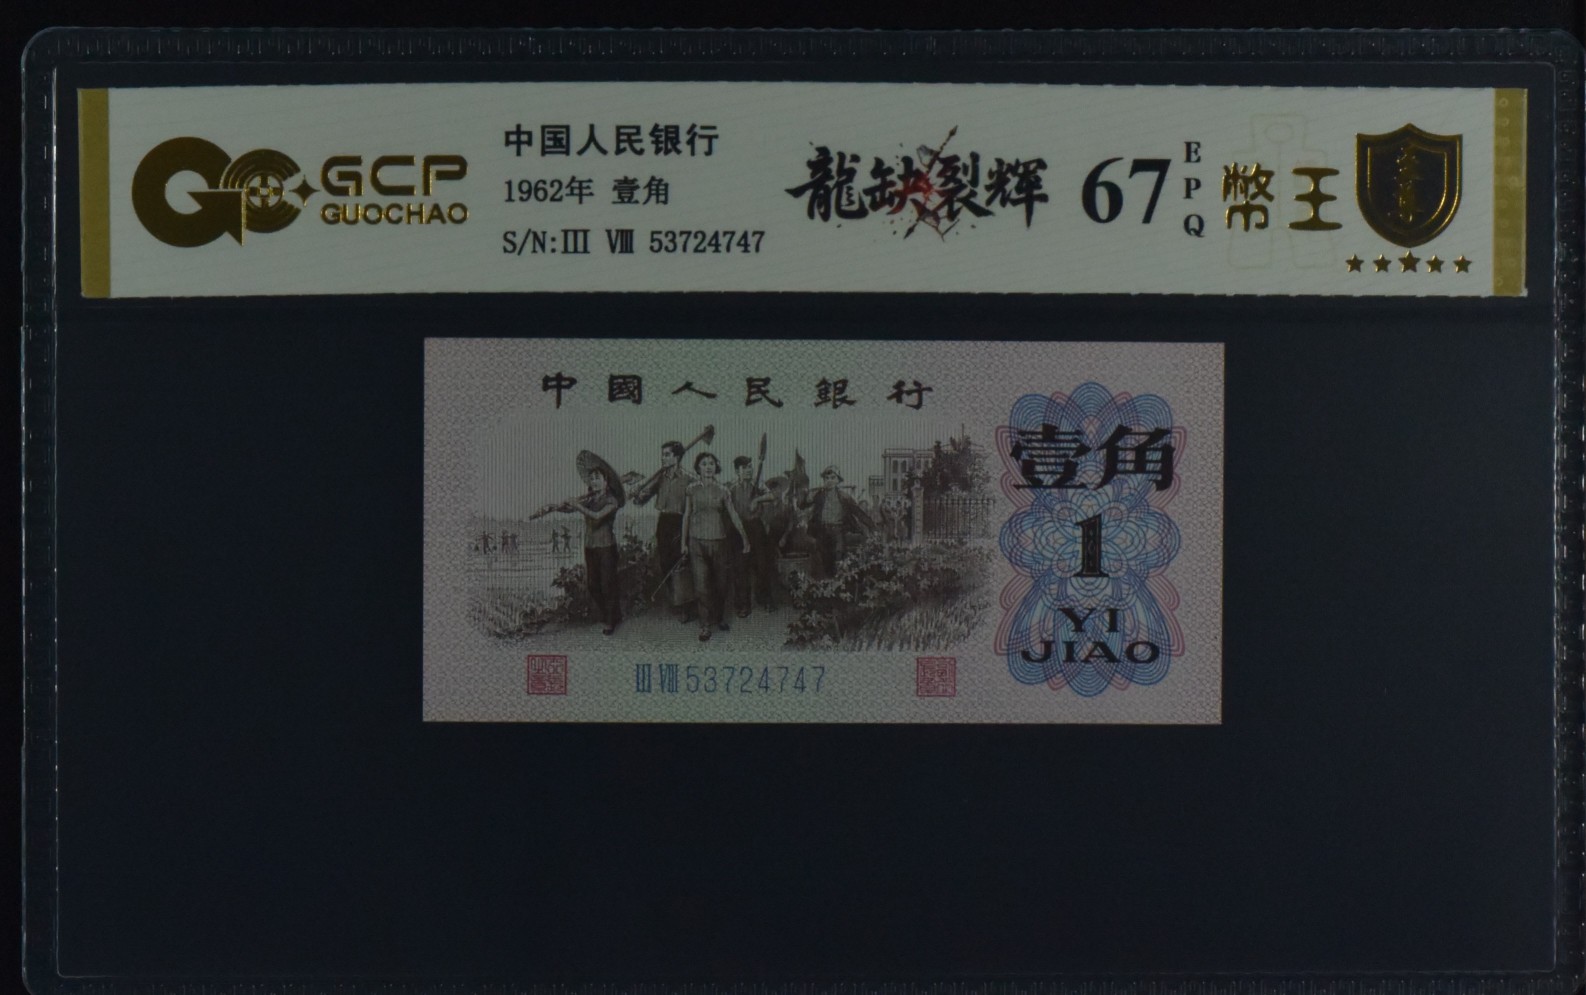 GCP
GUOCHAO
中国人民银行
1962年 壹角
S/N:III VIII 53724747
龍缺裂輝
67
EPQ
幣王
中國人民銀行
壹角
1
YI
JIAO
III VIII 53724747